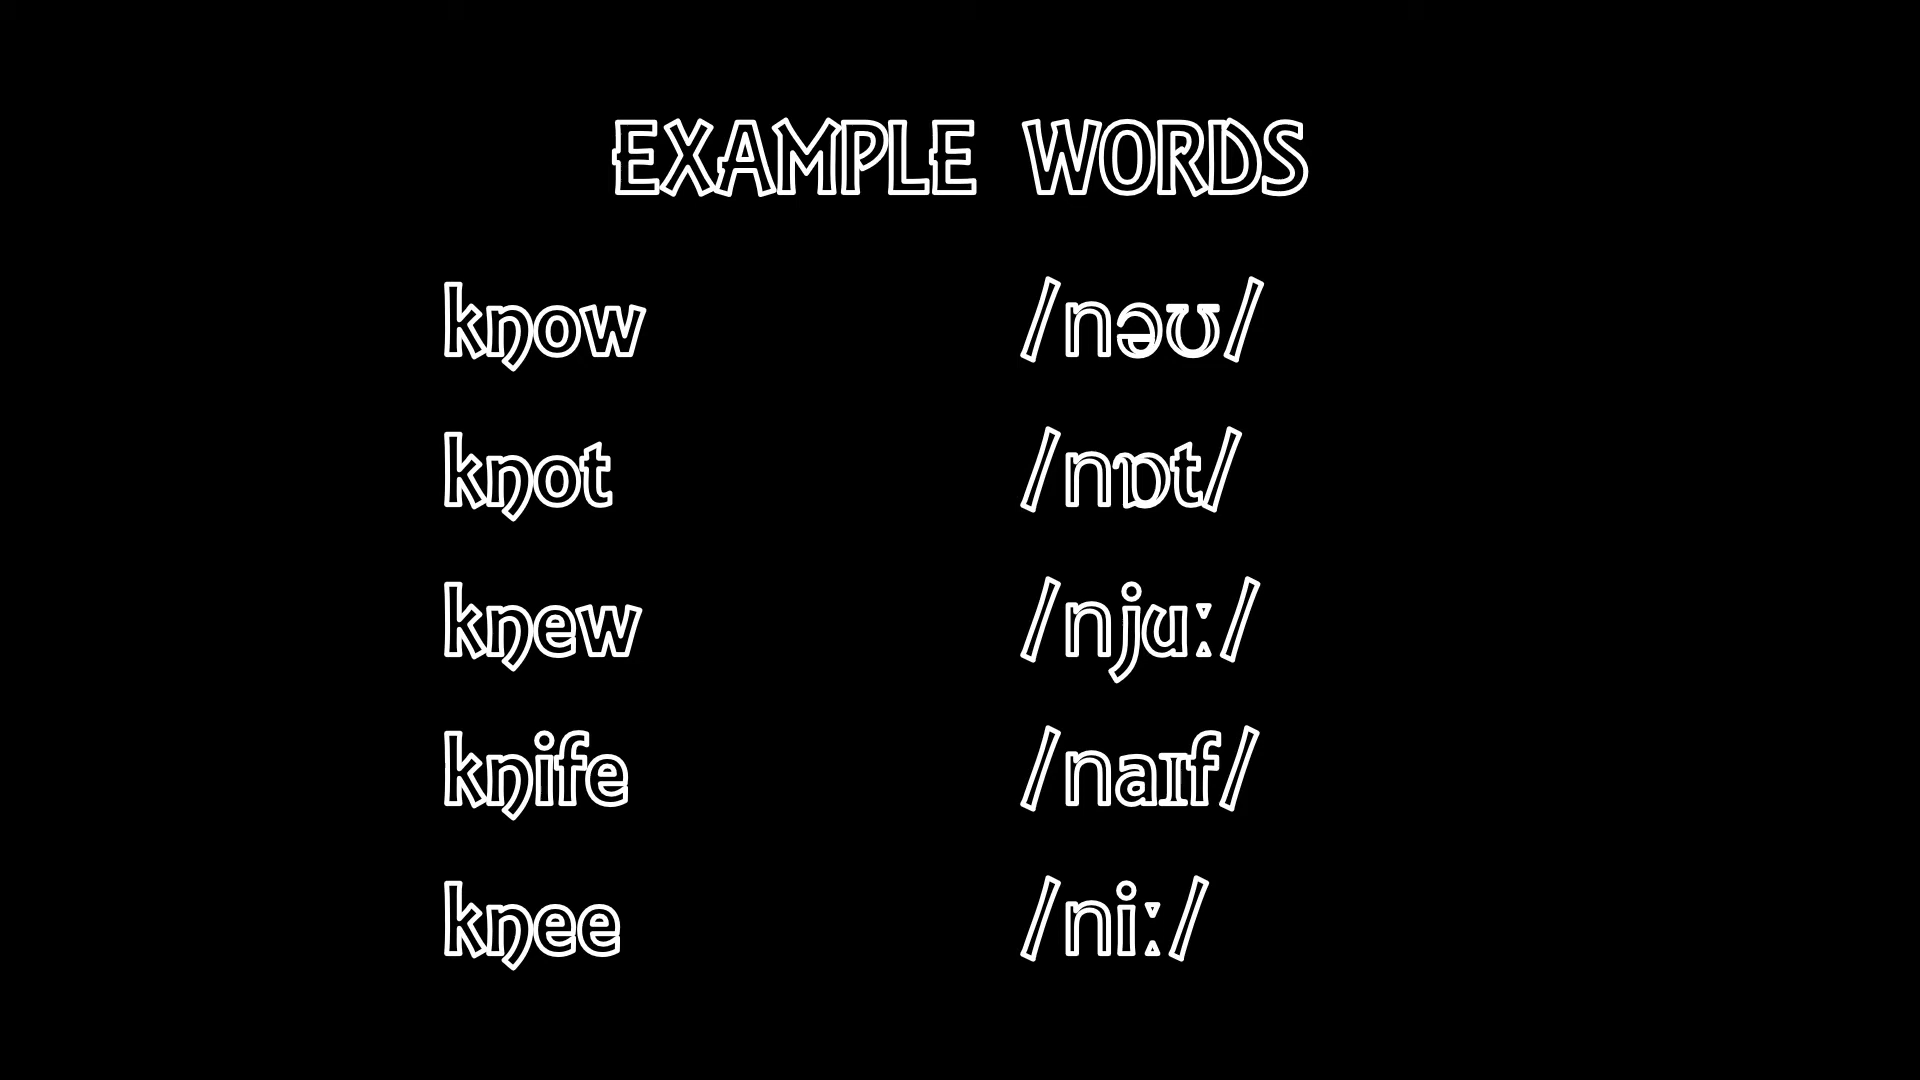 EXAMPLE WORDS
know /nəʊ/
knot /nɒt/
knew /njuː/
knife /naɪf/
knee /niː/